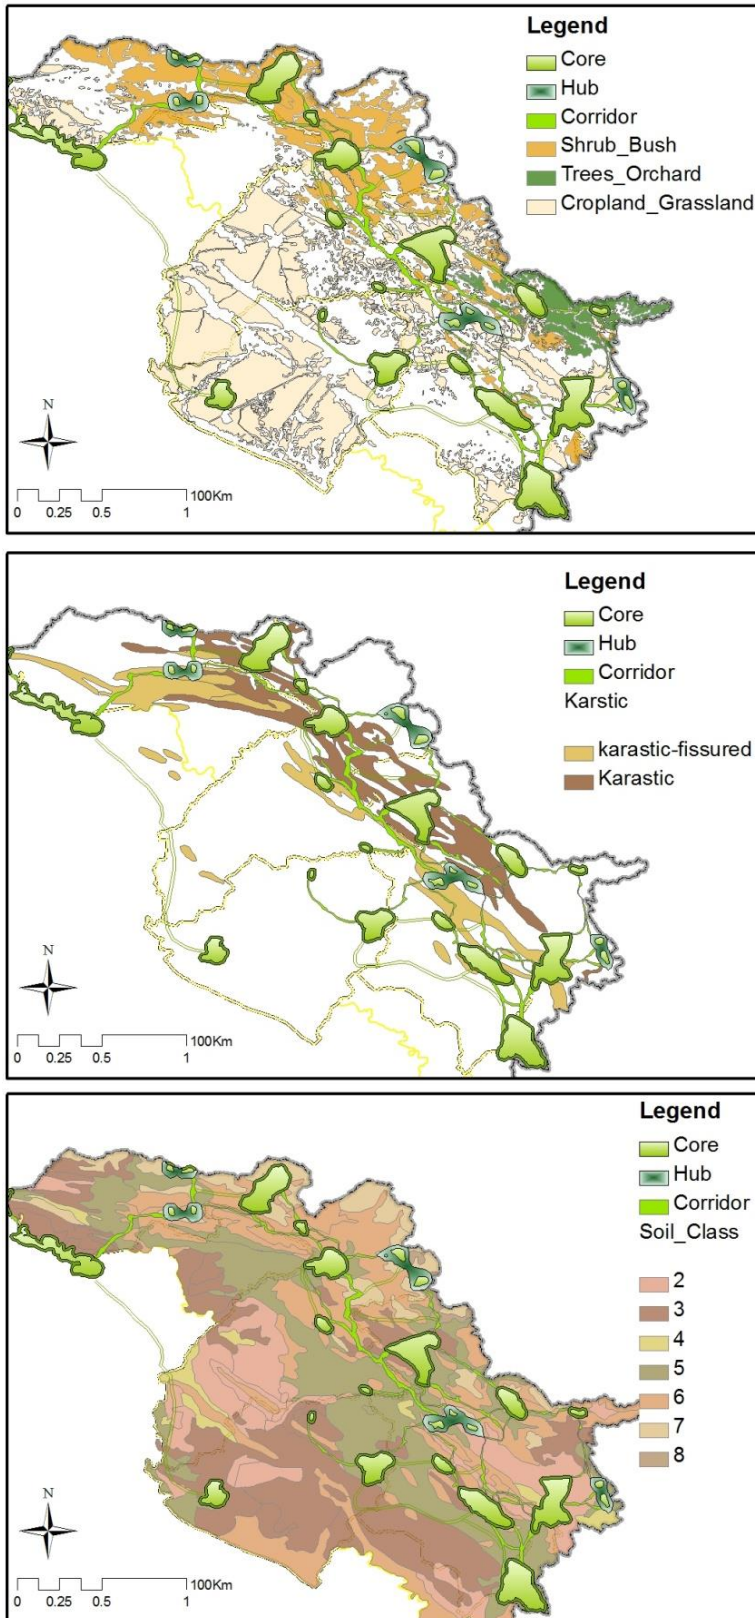 Legend
Core
Hub
Corridor
Shrub_Bush
Trees_Orchard
Cropland_Grassland
N
100Km
0 0.25 0.5 1
Legend
Core
Hub
Corridor
Karstic
karastic-fissured
Karastic
N
100Km
0 0.25 0.5 1
Legend
Core
Hub
Corridor
Soil_Class
2
3
4
5
6
7
8
N
100Km
0 0.25 0.5 1